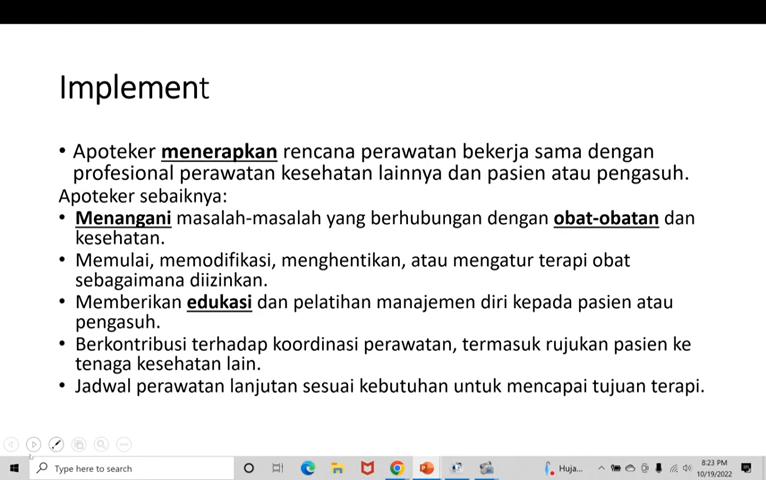 Implement
• Apoteker menerapkan rencana perawatan bekerja sama dengan
profesional perawatan kesehatan lainnya dan pasien atau pengasuh.
Apoteker sebaiknya:
• Menangani masalah-masalah yang berhubungan dengan obat-obatan dan
kesehatan.
• Memulai, memodifikasi, menghentikan, atau mengatur terapi obat
sebagaimana diizinkan.
• Memberikan edukasi dan pelatihan manajemen diri kepada pasien atau
pengasuh.
• Berkontribusi terhadap koordinasi perawatan, termasuk rujukan pasien ke
tenaga kesehatan lain.
• Jadwal perawatan lanjutan sesuai kebutuhan untuk mencapai tujuan terapi.
Type here to search
Huja...
8:23 PM
10/19/2022